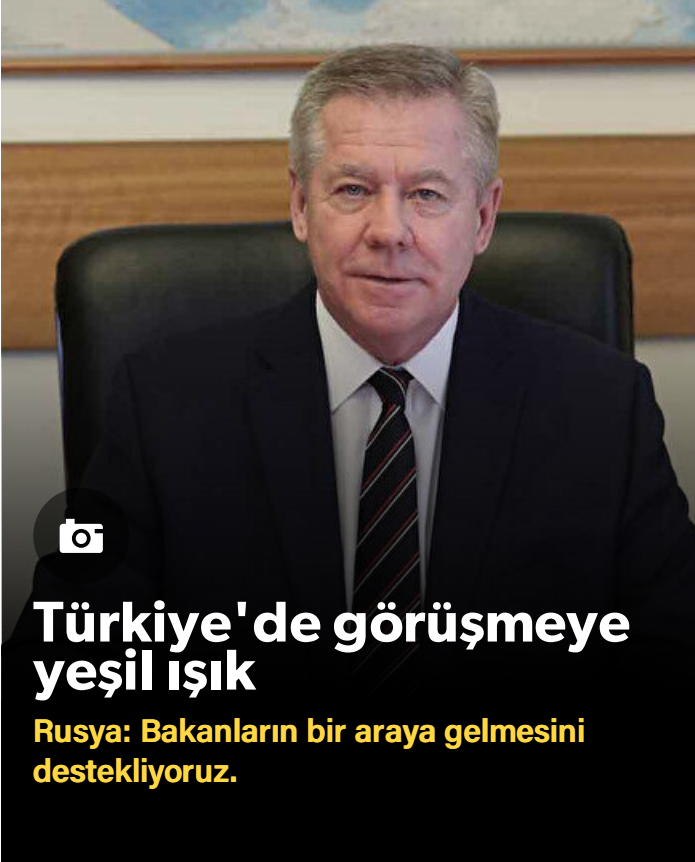 Türkiye'de görüşmeye
yeşil ışık
Rusya: Bakanların bir araya gelmesini
destekliyoruz.